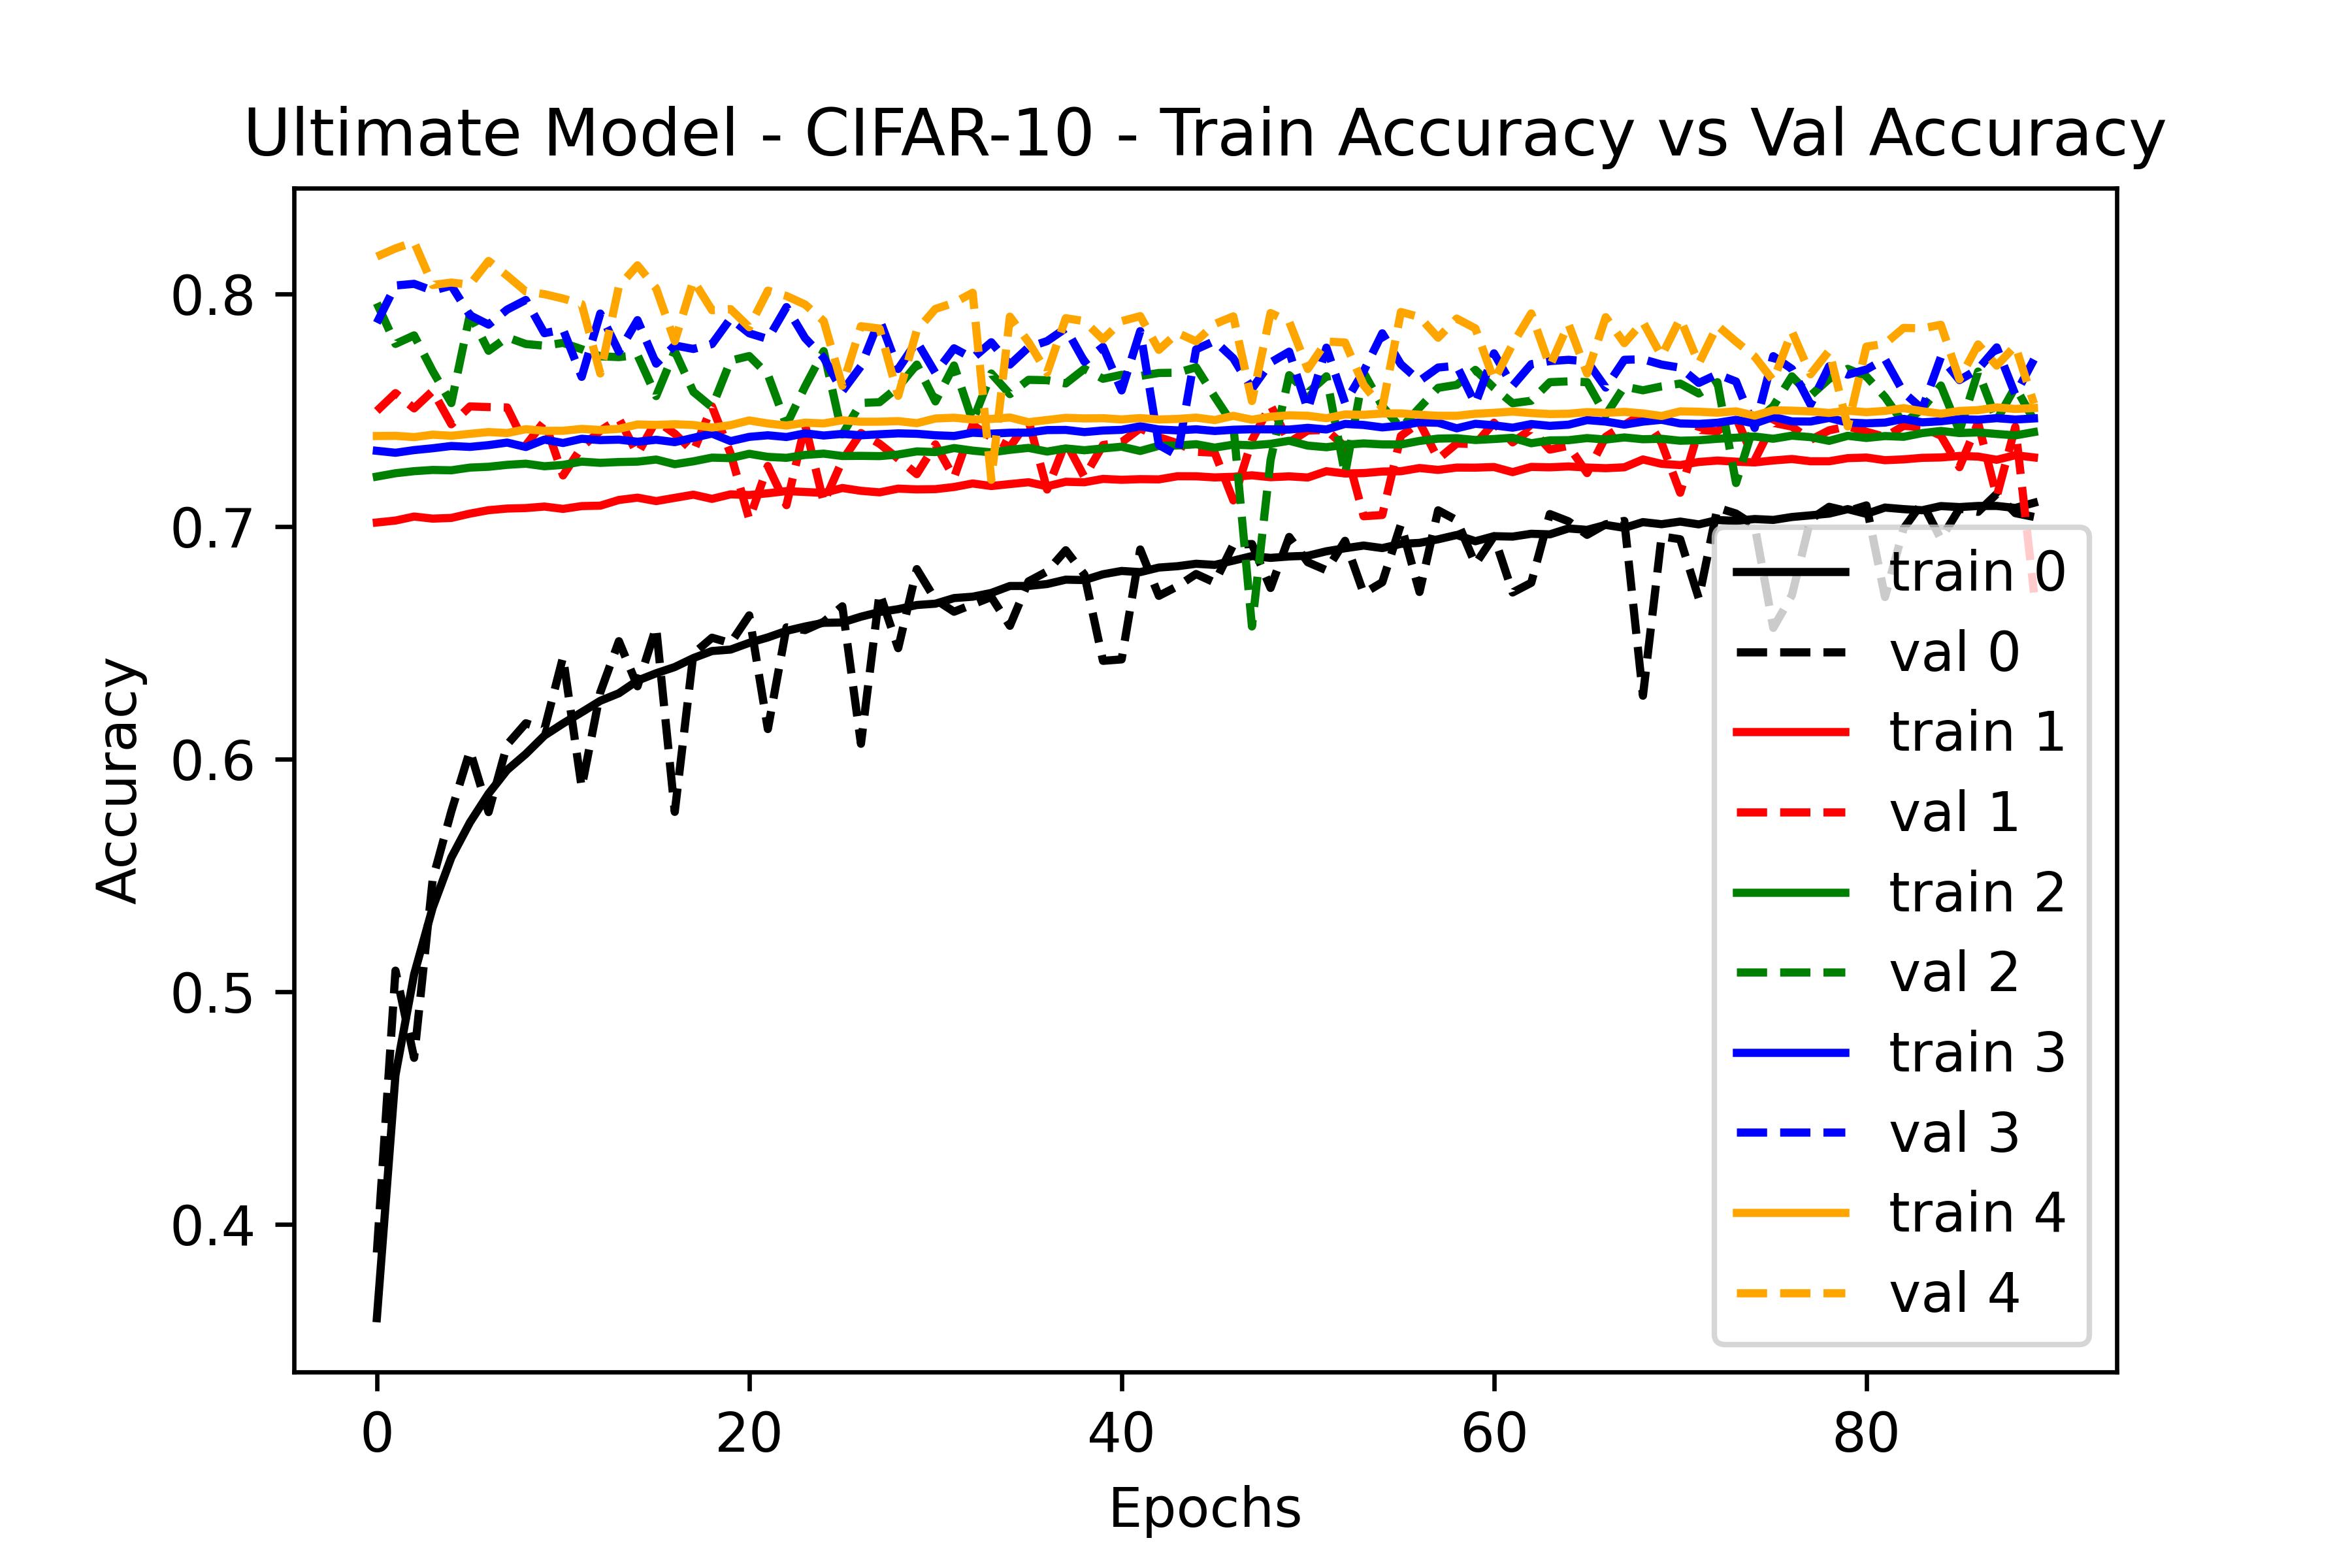 Ultimate Model - CIFAR-10 - Train Accuracy vs Val Accuracy
0.8
0.7
0.6
0.5
0.4
Accuracy
0
20
40
60
80
Epochs
train 0
val 0
train 1
val 1
train 2
val 2
train 3
val 3
train 4
val 4